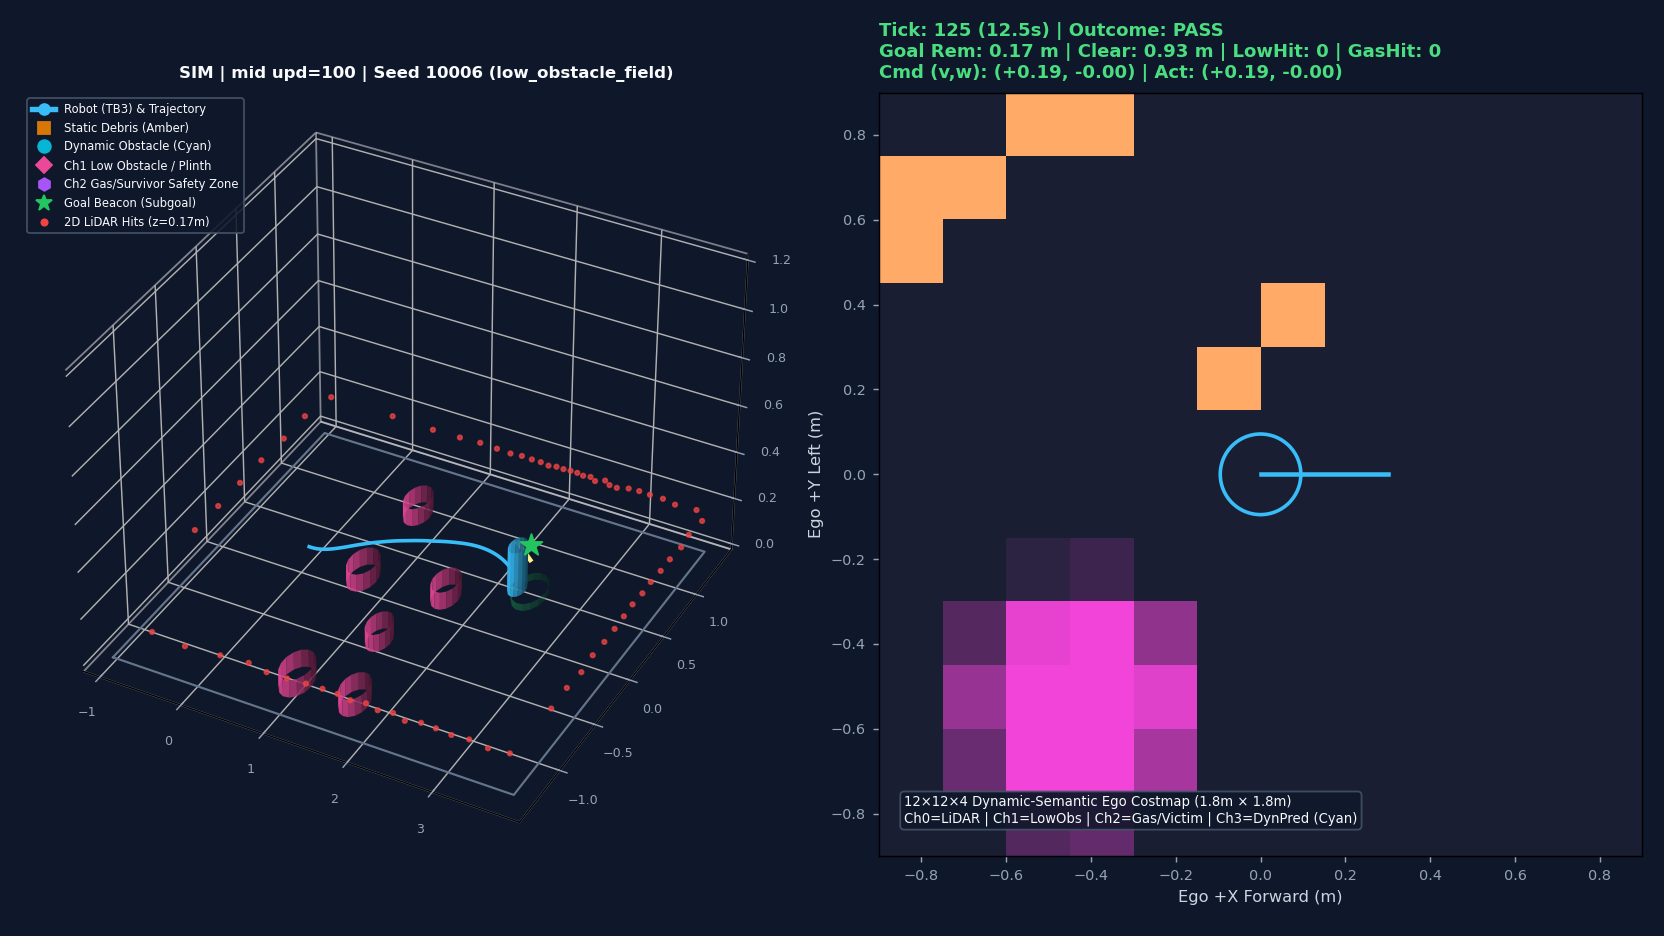 SIM | mid upd=100 | Seed 10006 (low_obstacle_field)
Robot (TB3) & Trajectory
Static Debris (Amber)
Dynamic Obstacle (Cyan)
Ch1 Low Obstacle / Plinth
Ch2 Gas/Survivor Safety Zone
Goal Beacon (Subgoal)
2D LiDAR Hits (z=0.17m)
1.2
1.0
0.8
0.6
0.4
0.2
0.0
1.0
0.5
0.0
−0.5
−1.0
−1
0
1
2
3
Tick: 125 (12.5s) | Outcome: PASS
Goal Rem: 0.17 m | Clear: 0.93 m | LowHit: 0 | GasHit: 0
Cmd (v,w): (+0.19, -0.00) | Act: (+0.19, -0.00)
Ego +Y Left (m)
0.8
0.6
0.4
0.2
0.0
−0.2
−0.4
−0.6
−0.8
12×12×4 Dynamic-Semantic Ego Costmap (1.8m × 1.8m)
Ch0=LiDAR | Ch1=LowObs | Ch2=Gas/Victim | Ch3=DynPred (Cyan)
−0.8 −0.6 −0.4 −0.2 0.0 0.2 0.4 0.6 0.8
Ego +X Forward (m)